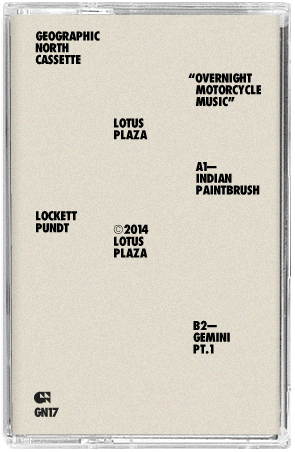 GEOGRAPHIC
NORTH
CASSETTE
“OVERNIGHT
MOTORCYCLE
MUSIC”
LOTUS
PLAZA
A1—
INDIAN
PAINTBRUSH
LOCKETT
PUNDT
©2014
LOTUS
PLAZA
B2—
GEMINI
PT.1
GN17